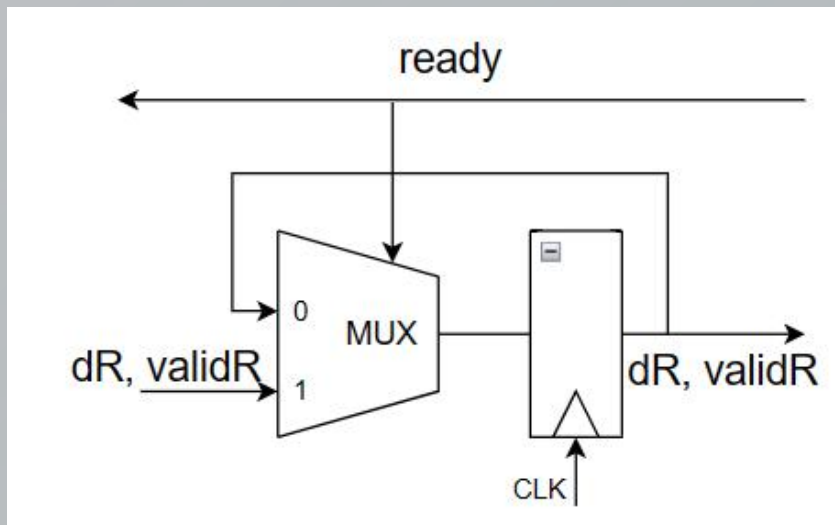 ready
0
MUX
dR, validR
1
dR, validR
CLK